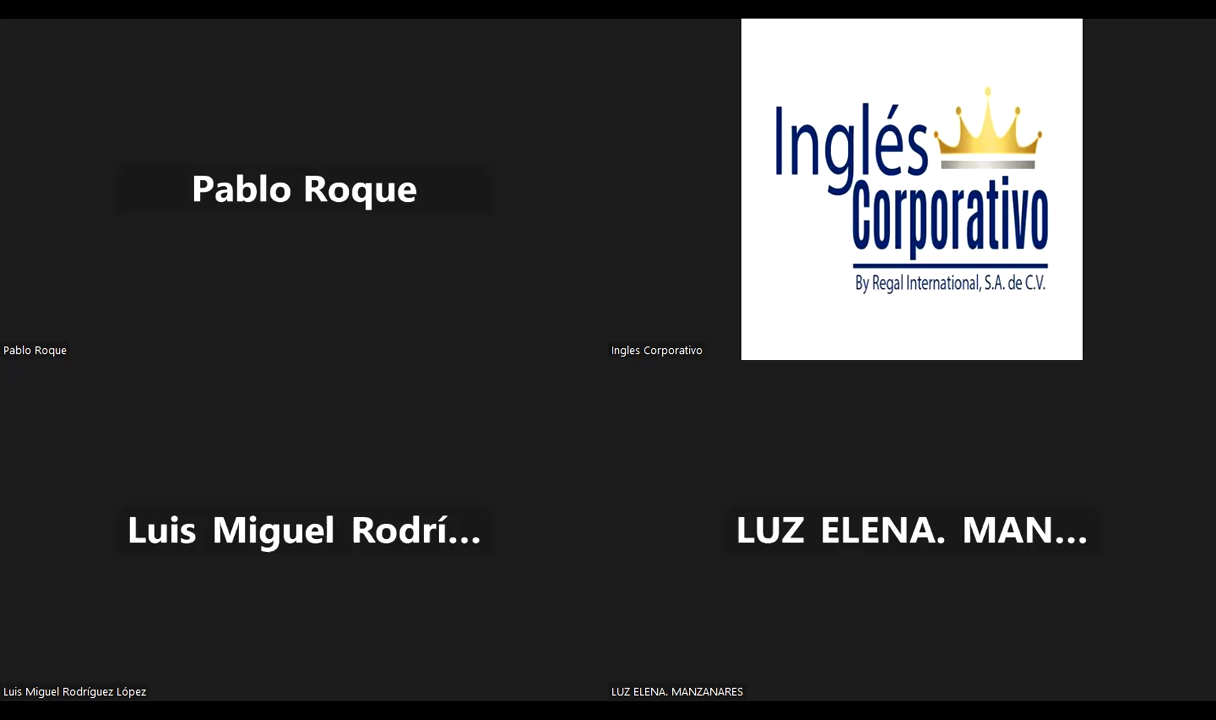 Pablo Roque
Pablo Roque
Inglés
Corporativo
By Regal International, S.A. de C.V.
Ingles Corporativo
Luis Miguel Rodrí...
Luis Miguel Rodríguez López
LUZ ELENA. MAN...
LUZ ELENA. MANZANARES